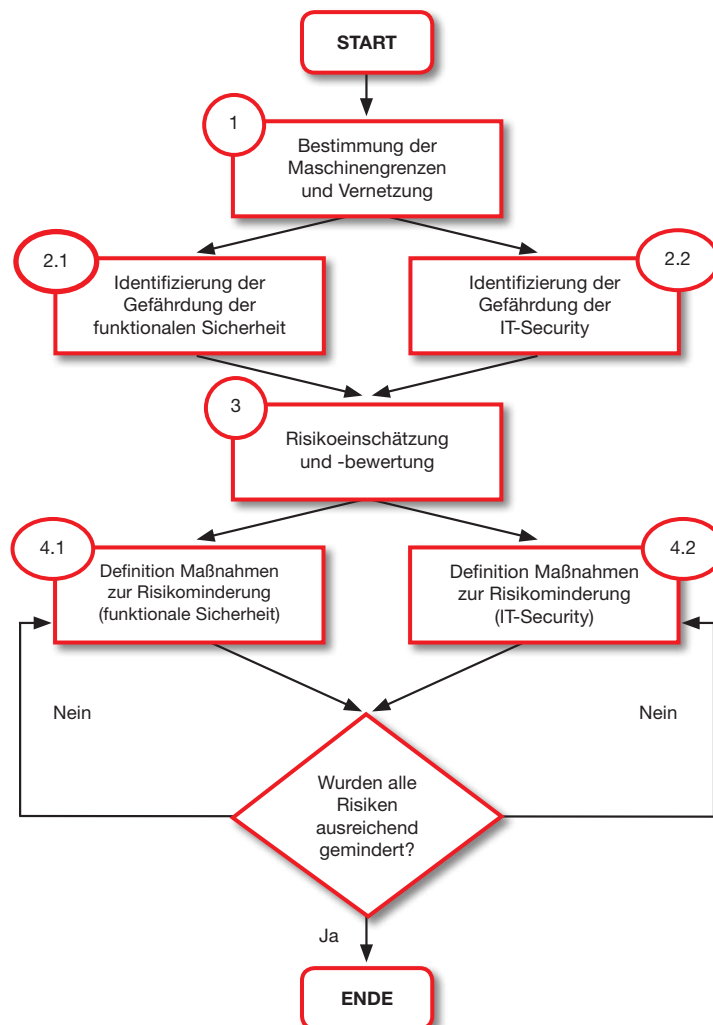 START
1
Bestimmung der
Maschinengrenzen
und Vernetzung
2.1
Identifizierung der
Gefährdung der
funktionalen Sicherheit
2.2
Identifizierung der
Gefährdung der
IT-Security
3
Risikoeinschätzung
und -bewertung
4.1
Definition Maßnahmen
zur Risikominderung
(funktionale Sicherheit)
4.2
Definition Maßnahmen
zur Risikominderung
(IT-Security)
Nein
Nein
Wurden alle
Risiken
ausreichend
gemindert?
Ja
ENDE